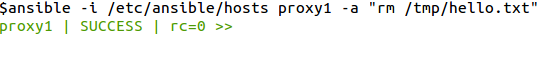 $ansible -i /etc/ansible/hosts proxy1 -a "rm /tmp/hello.txt"
proxy1 | SUCCESS | rc=0 >>